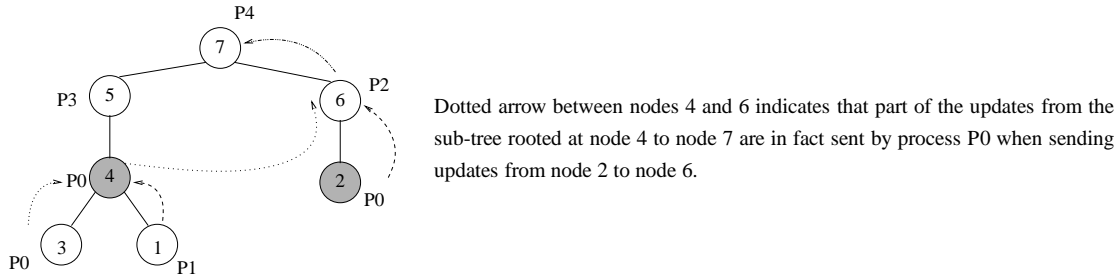 P4
7
P3
5
6
P2
P0
4
2
P0
3
1
P0
P1
Dotted arrow between nodes 4 and 6 indicates that part of the updates from the
sub-tree rooted at node 4 to node 7 are in fact sent by process P0 when sending
updates from node 2 to node 6.